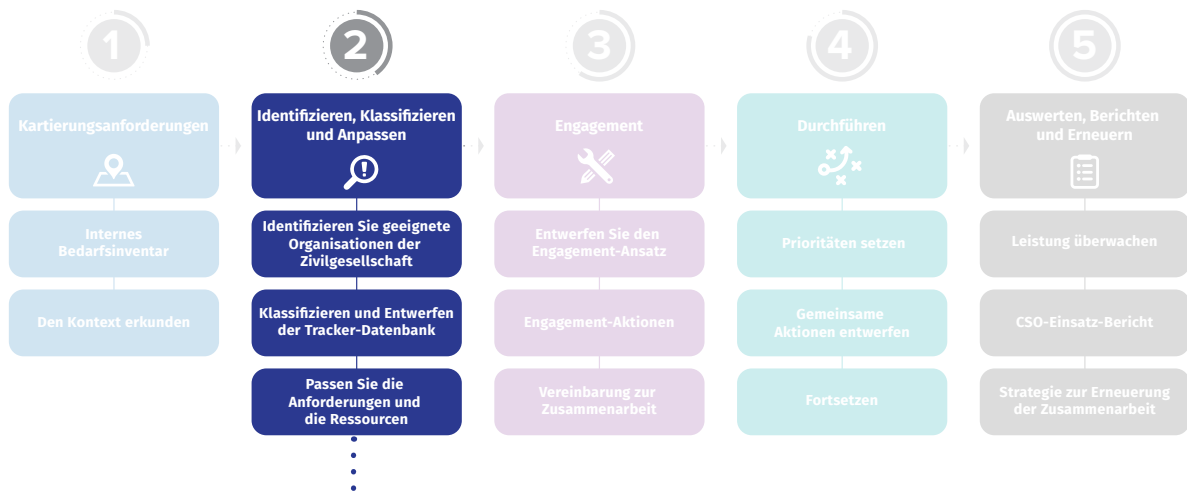 1
Kartierungsanforderungen
Internes
Bedarfsinventar
Den Kontext erkunden
2
Identifizieren, Klassifizieren
und Anpassen
Identifizieren Sie geeignete
Organisationen der
Zivilgesellschaft
Klassifizieren und Entwerfen
der Tracker-Datenbank
Passen Sie die
Anforderungen und
die Ressourcen
3
Engagement
Entwerfen Sie den
Engagement-Ansatz
Engagement-Aktionen
Vereinbarung zur
Zusammenarbeit
4
Durchführen
Prioritäten setzen
Gemeinsame
Aktionen entwerfen
Fortsetzen
5
Auswerten, Berichten
und Erneuern
Leistung überwachen
CSO-Einsatz-Bericht
Strategie zur Erneuerung
der Zusammenarbeit